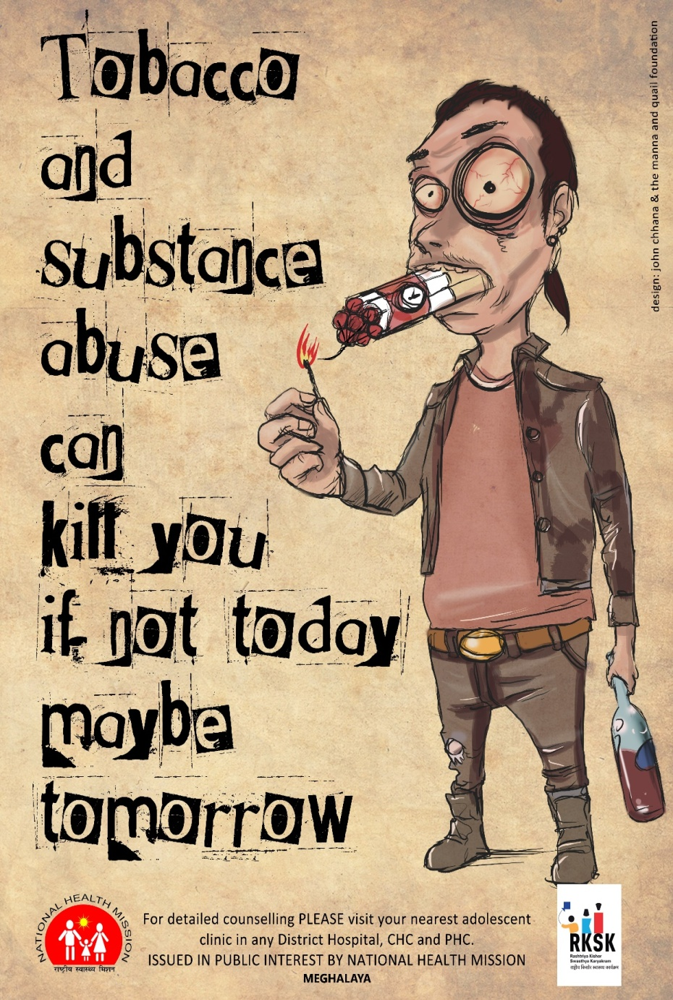 Tobacco
and
substance
abuse
can
kill you
if not today
maybe
tomorrow
design: john chhana & the manna and quail foundation
NATIONAL HEALTH MISSION
राष्ट्रीय स्वास्थ्य मिशन
For detailed counselling PLEASE visit your nearest adolescent
clinic in any District Hospital, CHC and PHC.
ISSUED IN PUBLIC INTEREST BY NATIONAL HEALTH MISSION
MEGHALAYA
RKSK
Rashtriya Kishor
Swasthya Karyakram
राष्ट्रीय किशोर स्वास्थ्य कार्यक्रम